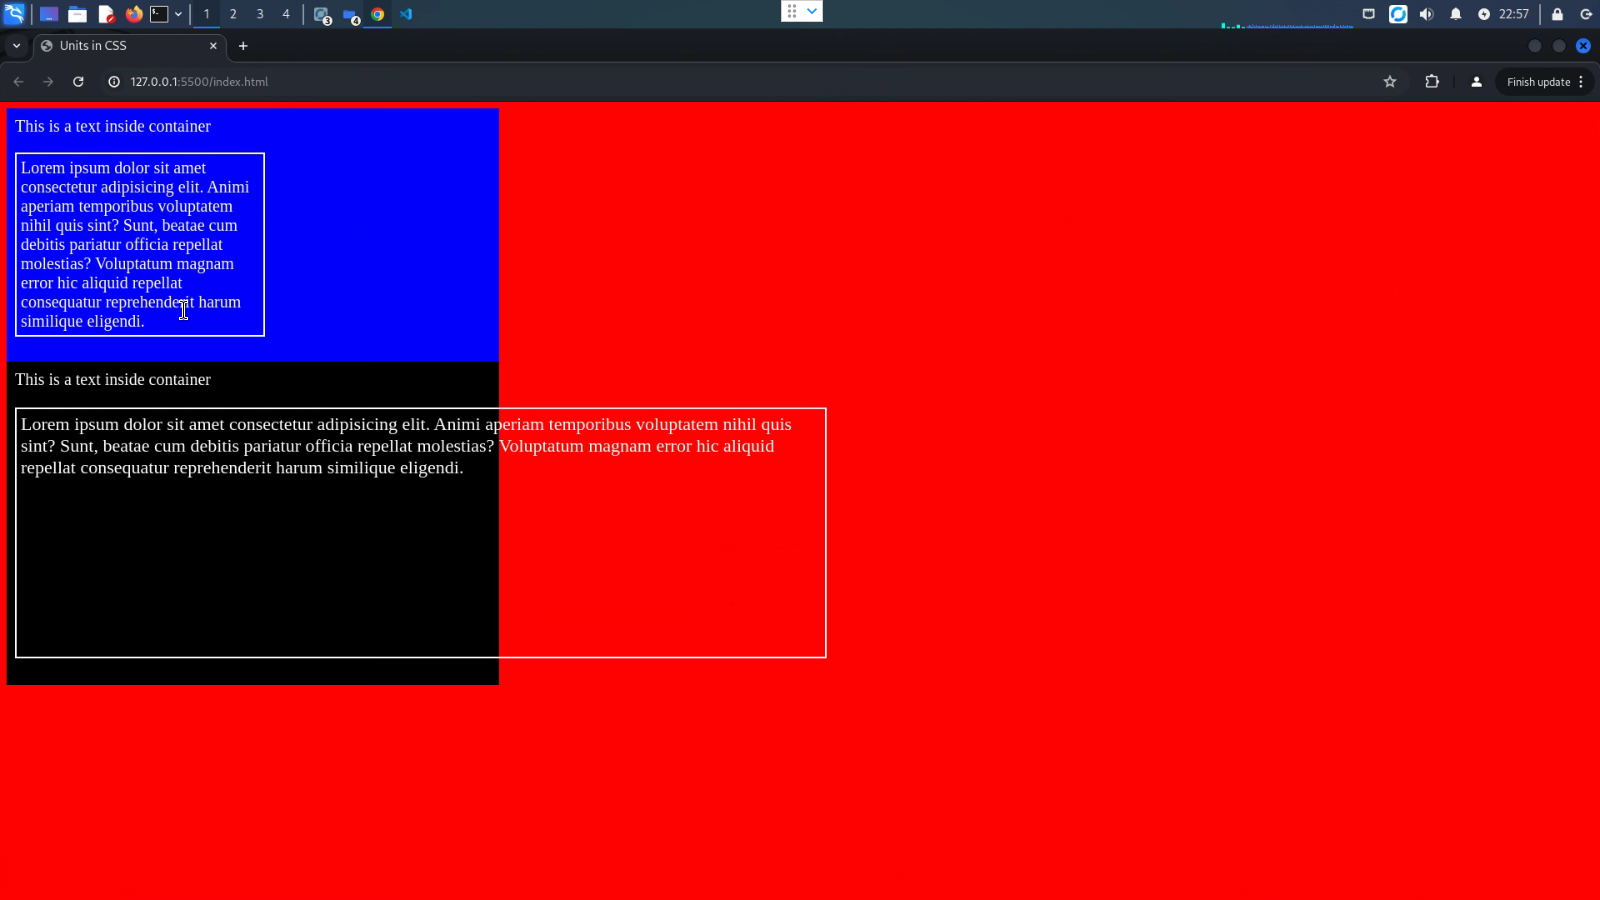 1 2 3 4 3 4 22:57
Units in CSS
127.0.0.1:5500/index.html Finish update
This is a text inside container
Lorem ipsum dolor sit amet
consectetur adipisicing elit. Animi
aperiam temporibus voluptatem
nihil quis sint? Sunt, beatae cum
debitis pariatur officia repellat
molestias? Voluptatum magnam
error hic aliquid repellat
consequatur reprehenderit harum
similique eligendi.
This is a text inside container
Lorem ipsum dolor sit amet consectetur adipisicing elit. Animi aperiam temporibus voluptatem nihil quis
sint? Sunt, beatae cum debitis pariatur officia repellat molestias? Voluptatum magnam error hic aliquid
repellat consequatur reprehenderit harum similique eligendi.